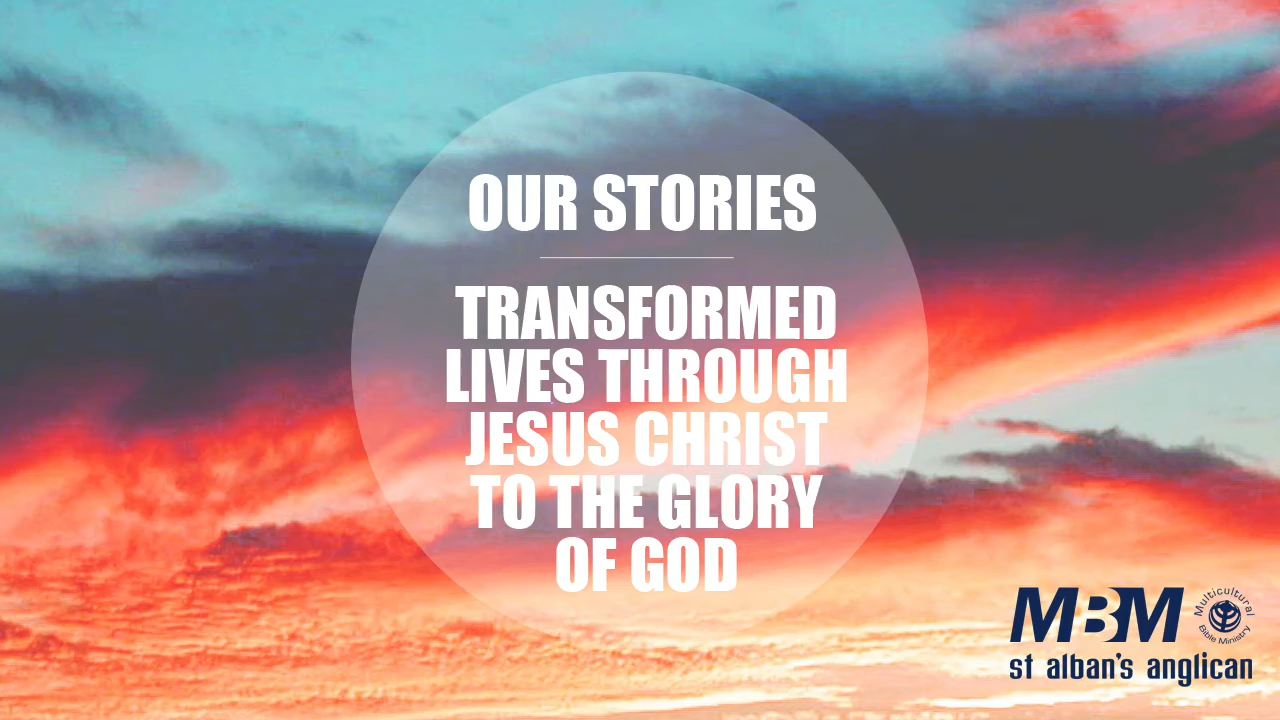 OUR STORIES
TRANSFORMED
LIVES THROUGH
JESUS CHRIST
TO THE GLORY
OF GOD
MBM
Multicultural
Bible Ministry
st alban's anglican